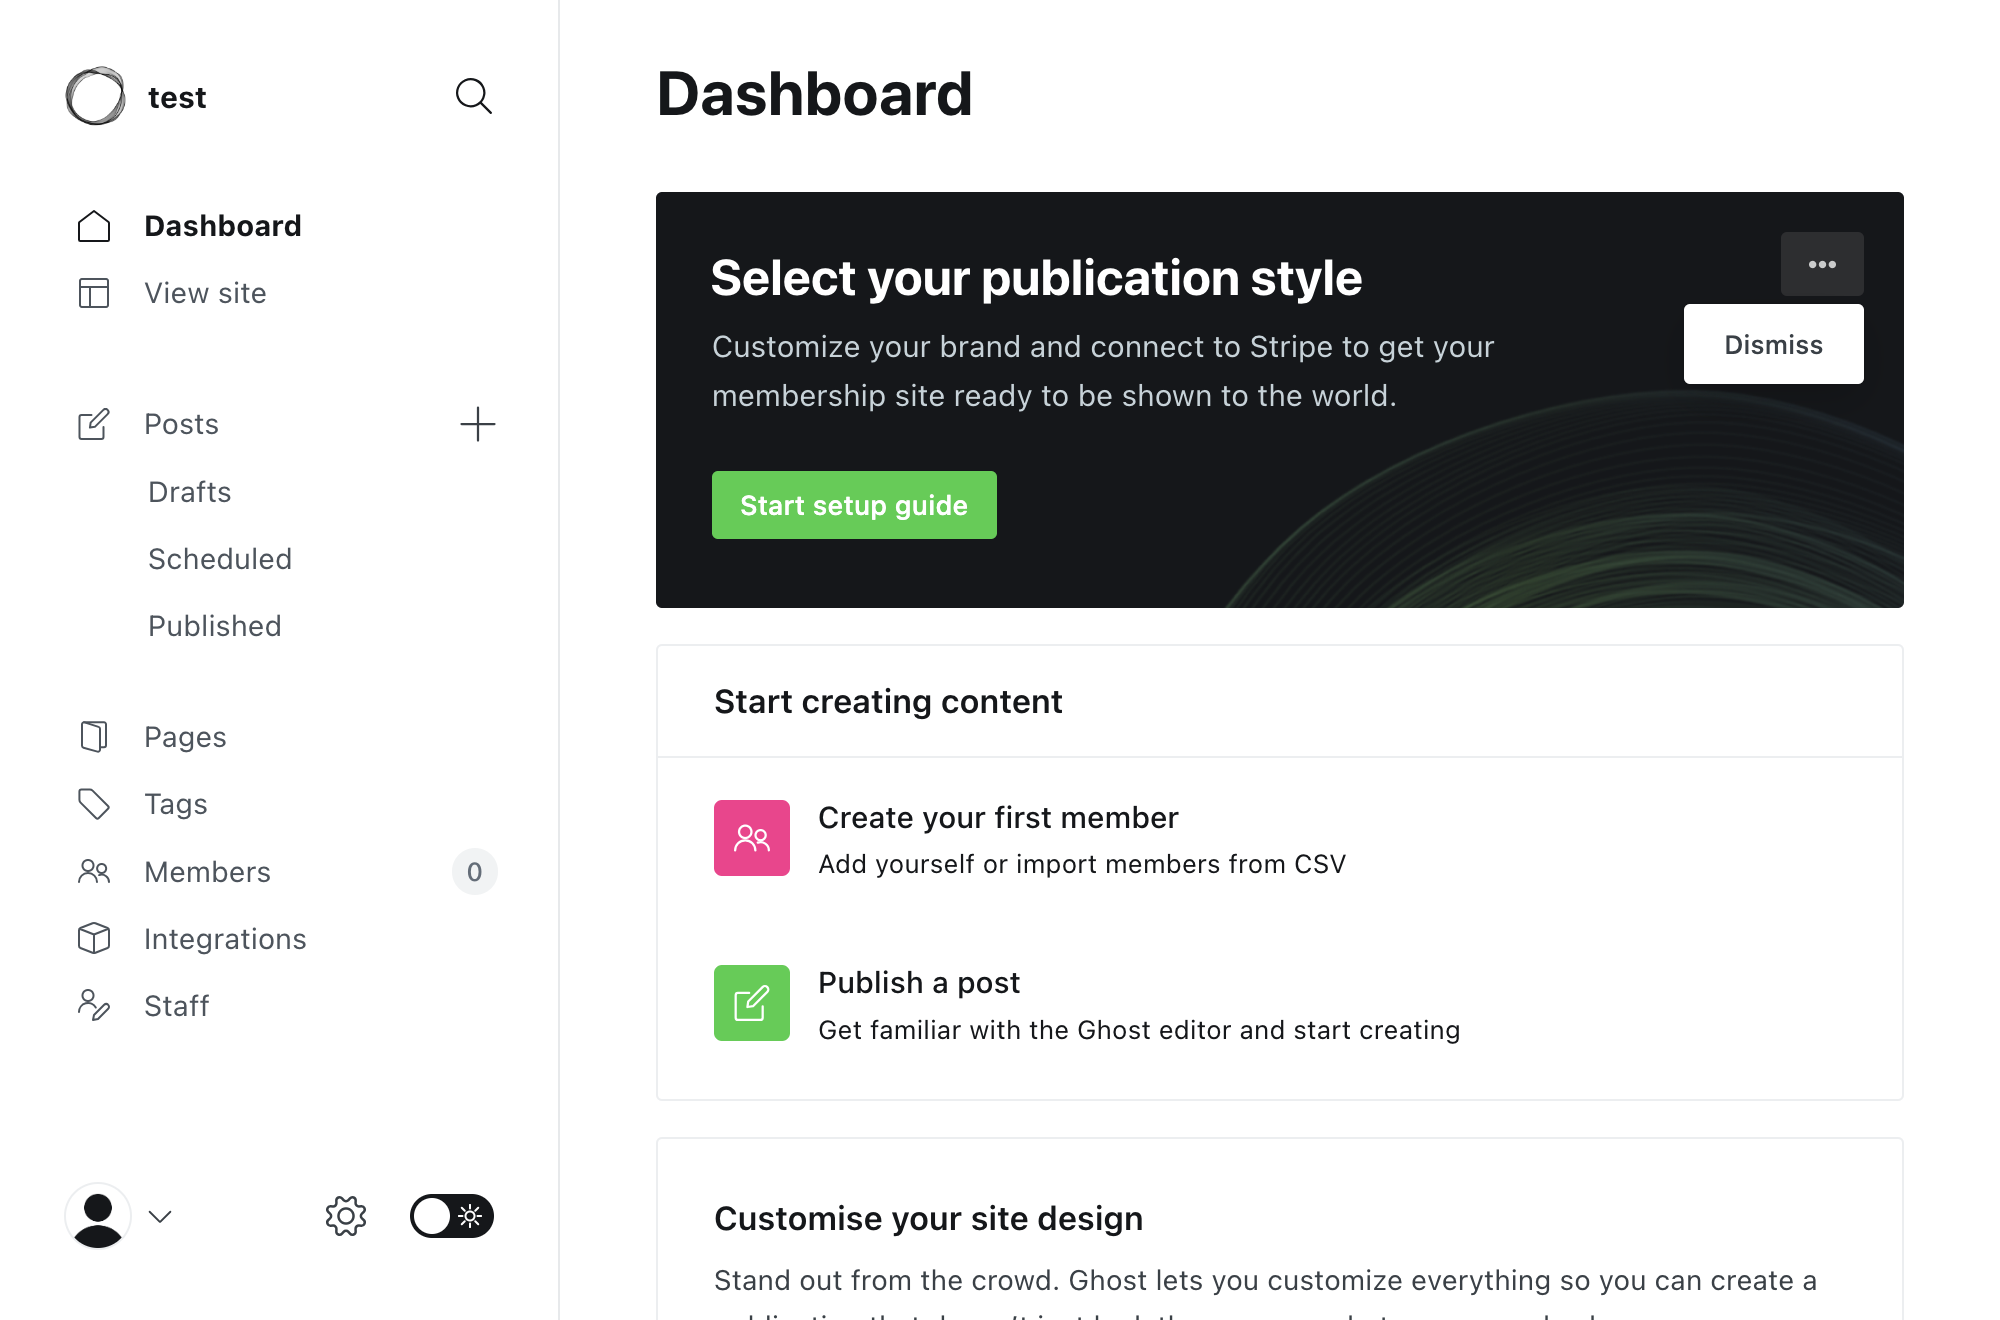 test
Dashboard
View site
Posts
Drafts
Scheduled
Published
Pages
Tags
Members 0
Integrations
Staff
Dashboard
Select your publication style
Customize your brand and connect to Stripe to get your
membership site ready to be shown to the world.
Dismiss
Start setup guide
Start creating content
Create your first member
Add yourself or import members from CSV
Publish a post
Get familiar with the Ghost editor and start creating
Customise your site design
Stand out from the crowd. Ghost lets you customize everything so you can create a